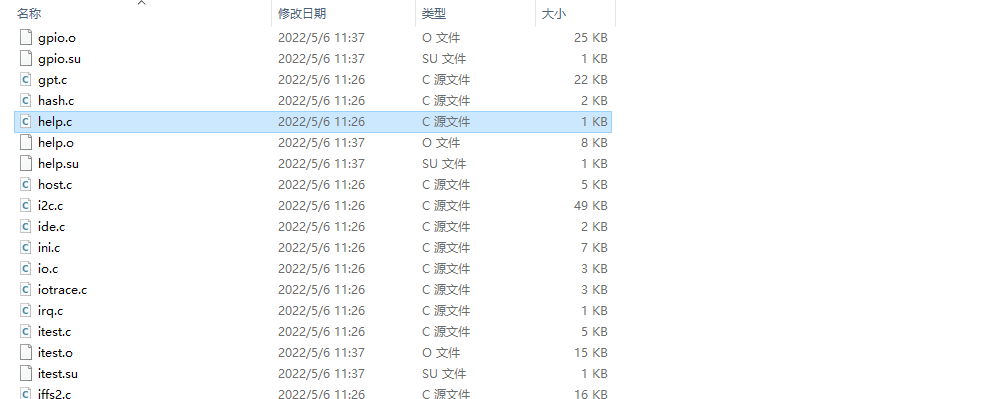 名称 修改日期 类型 大小
gpio.o 2022/5/6 11:37 O 文件 25 KB
gpio.su 2022/5/6 11:37 SU 文件 1 KB
gpt.c 2022/5/6 11:26 C 源文件 22 KB
hash.c 2022/5/6 11:26 C 源文件 2 KB
help.c 2022/5/6 11:26 C 源文件 1 KB
help.o 2022/5/6 11:37 O 文件 8 KB
help.su 2022/5/6 11:37 SU 文件 1 KB
host.c 2022/5/6 11:26 C 源文件 5 KB
i2c.c 2022/5/6 11:26 C 源文件 49 KB
ide.c 2022/5/6 11:26 C 源文件 2 KB
ini.c 2022/5/6 11:26 C 源文件 7 KB
io.c 2022/5/6 11:26 C 源文件 3 KB
iotrace.c 2022/5/6 11:26 C 源文件 3 KB
irq.c 2022/5/6 11:26 C 源文件 1 KB
itest.c 2022/5/6 11:26 C 源文件 5 KB
itest.o 2022/5/6 11:37 O 文件 15 KB
itest.su 2022/5/6 11:37 SU 文件 1 KB
iffs2.c 2022/5/6 11:26 C 源文件 16 KB